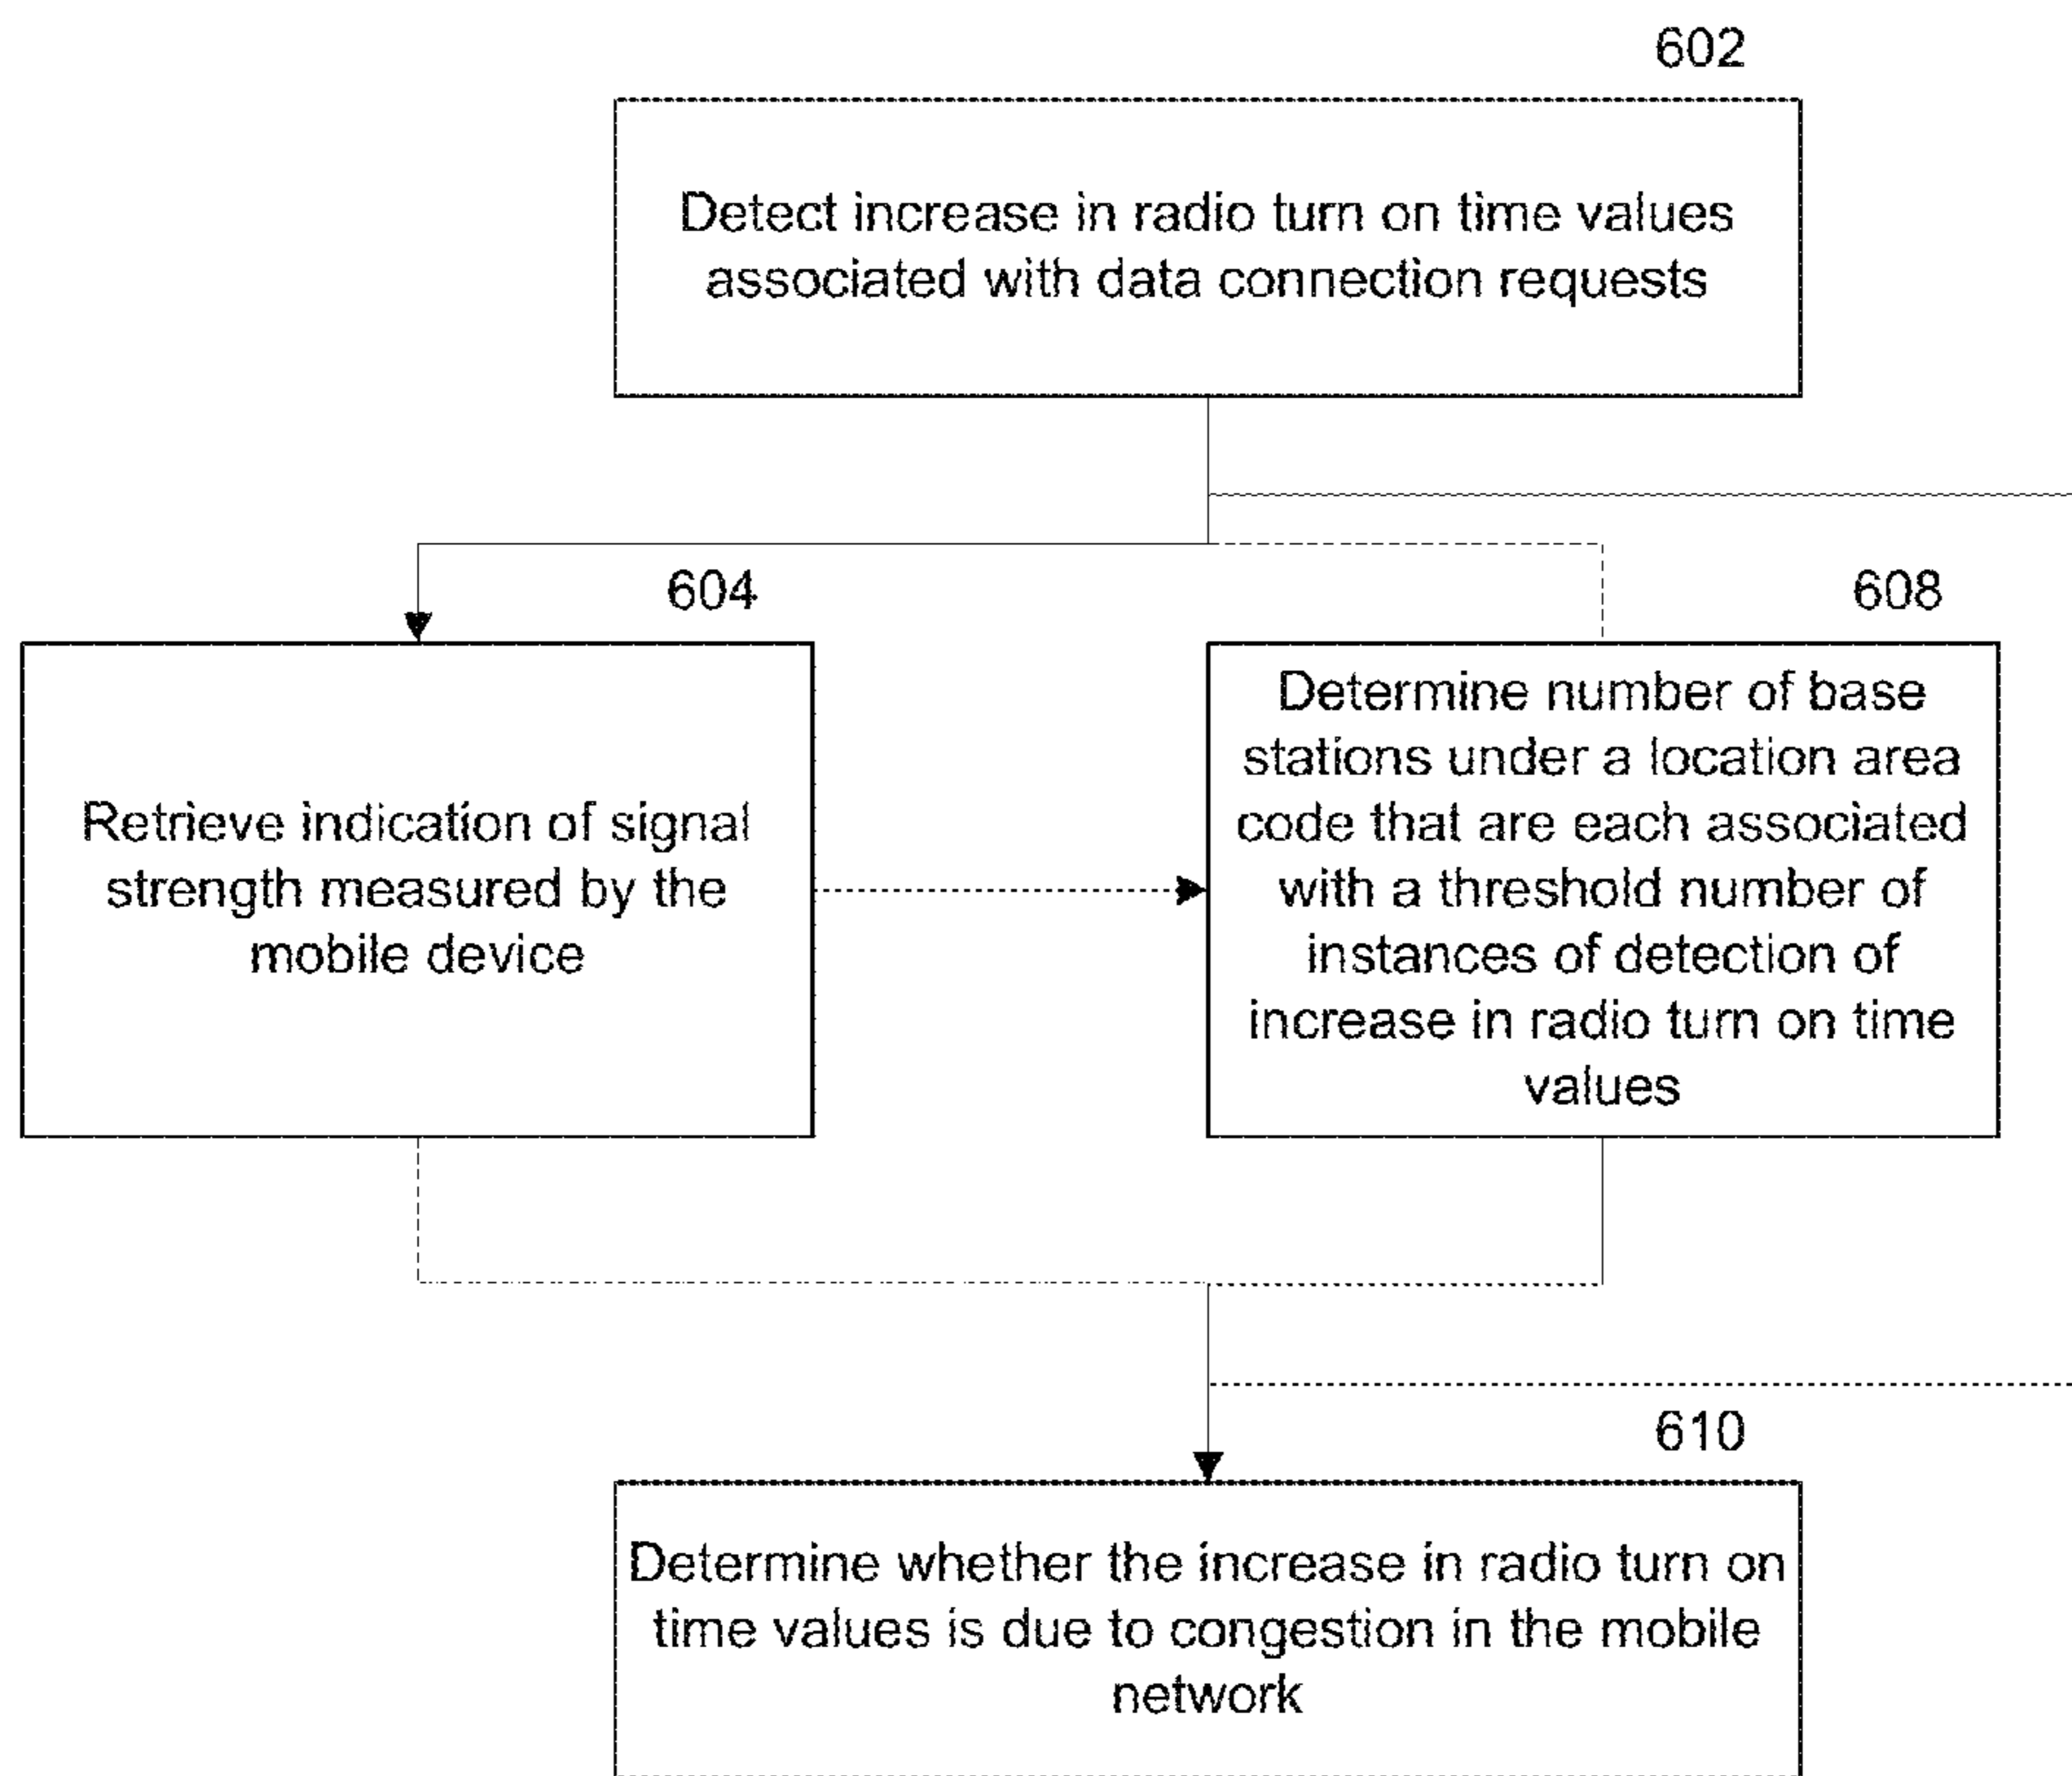 602
Detect increase in radio turn on time values
associated with data connection requests
604
Retrieve indication of signal
strength measured by the
mobile device
608
Determine number of base
stations under a location area
code that are each associated
with a threshold number of
instances of detection of
increase in radio turn on time
values
610
Determine whether the increase in radio turn on
time values is due to congestion in the mobile
network